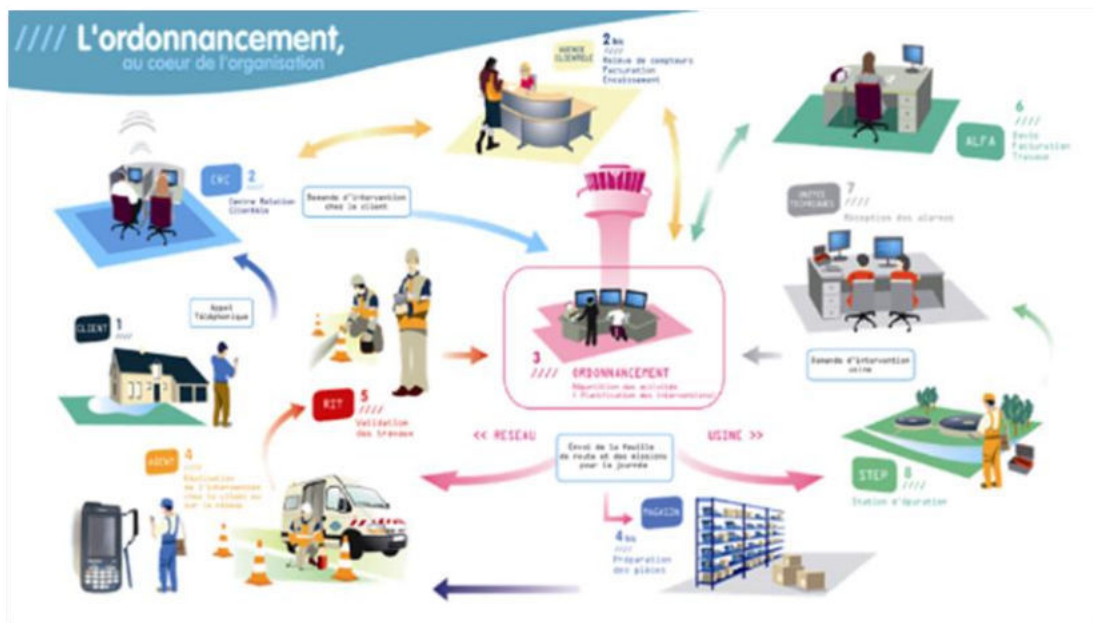 //// L'ordonnancement,
au coeur de l'organisation
AGENCE
CLIENTÈLE
2 bis
////
Relève de compteurs
Facturation
Encaissement
6
////
ALFA
Devis
Facturation
Travaux
CRC
2
////
Centre Relation
Clientèle
Demande d'intervention
chez le client
UNITÉS
TECHNIQUES
7
////
Réception des alarmes
Appel
Téléphonique
CLIENT
1
////
3
////
ORDONNANCEMENT
Répartition des activités
( Planification des interventions)
Demande d'intervention
usine
RIT
5
////
Validation
des travaux
<< RESEAU
USINE >>
Envoi de la feuille
de route et des missions
pour la journée
AGENT
4
////
Réalisation
de l'intervention
chez le client ou
sur le réseau
STEP
8
////
Station d'épuration
MAGASIN
4 bis
////
Préparation
des pièces